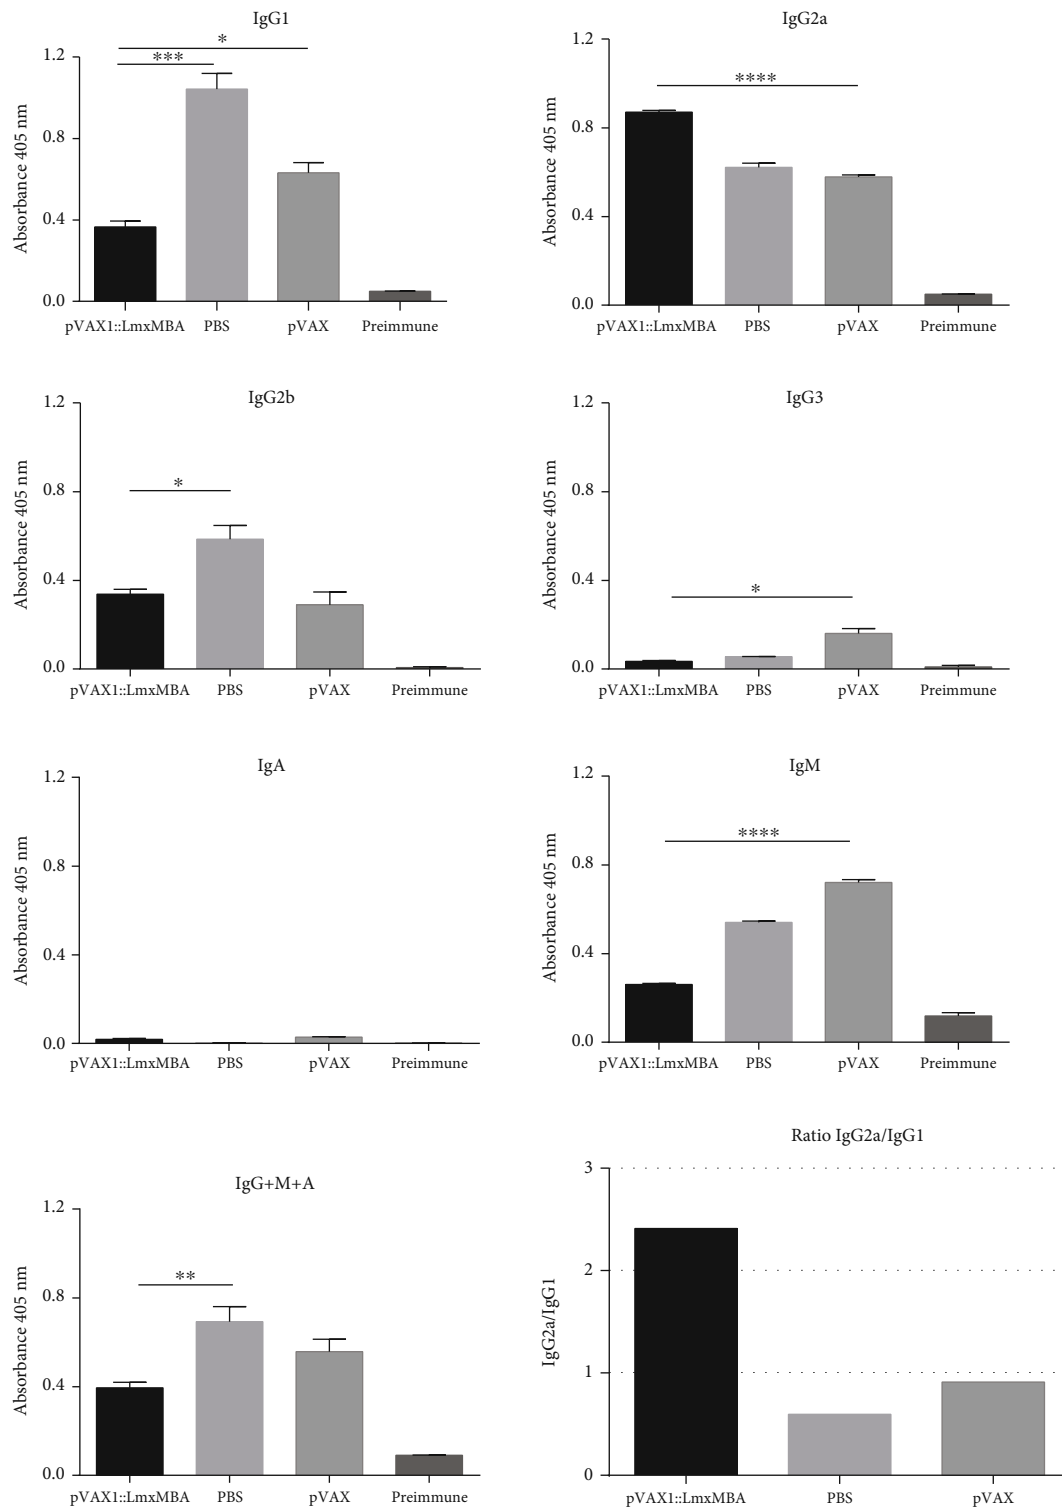 IgG1
*
***
Absorbance 405 nm
1.2
0.8
0.4
0.0
pVAX1::LmxMBA PBS pVAX Preimmune
IgG2a
****
Absorbance 405 nm
1.2
0.8
0.4
0.0
pVAX1::LmxMBA PBS pVAX Preimmune
IgG2b
*
Absorbance 405 nm
1.2
0.8
0.4
0.0
pVAX1::LmxMBA PBS pVAX Preimmune
IgG3
*
Absorbance 405 nm
1.2
0.8
0.4
0.0
pVAX1::LmxMBA PBS pVAX Preimmune
IgA
Absorbance 405 nm
1.2
0.8
0.4
0.0
pVAX1::LmxMBA PBS pVAX Preimmune
IgM
****
Absorbance 405 nm
1.2
0.8
0.4
0.0
pVAX1::LmxMBA PBS pVAX Preimmune
IgG+M+A
**
Absorbance 405 nm
1.2
0.8
0.4
0.0
pVAX1::LmxMBA PBS pVAX Preimmune
Ratio IgG2a/IgG1
IgG2a/IgG1
3
2
1
0
pVAX1::LmxMBA PBS pVAX